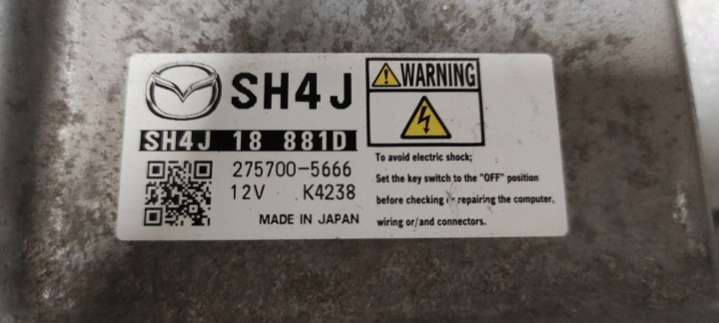 SH4J
SH4J 18 881D
275700-5666
12V K4238
MADE IN JAPAN
WARNING
To avoid electric shock;
Set the key switch to the "OFF" position
before checking or repairing the computer,
wiring or/and connectors.